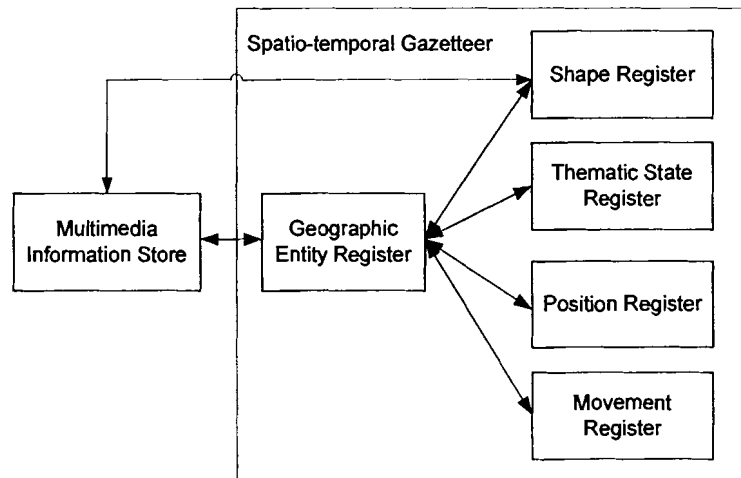 Spatio-temporal Gazetteer
Shape Register
Thematic State
Register
Multimedia
Information Store
Geographic
Entity Register
Position Register
Movement
Register